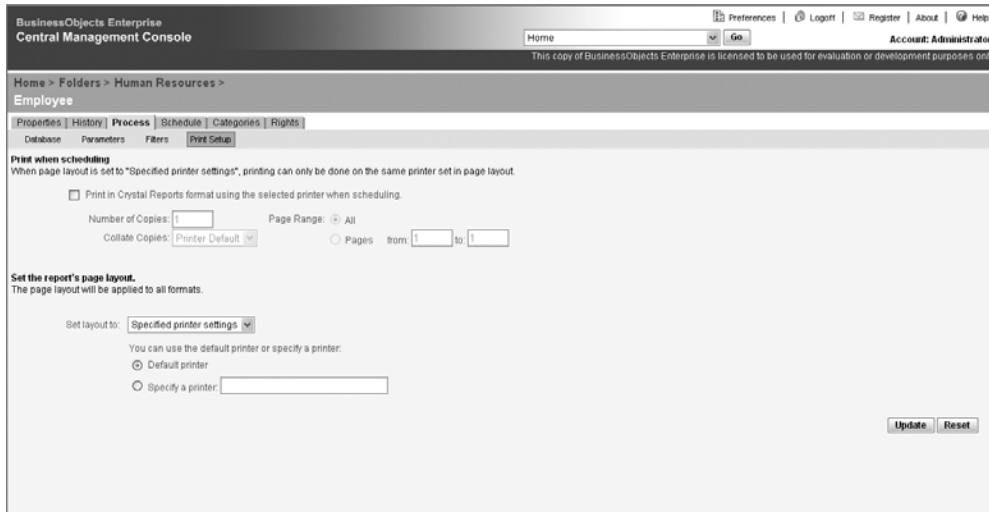 BusinessObjects Enterprise
Central Management Console
Preferences | Logoff | Register | About | Help
Home Go
Account: Administrator
This copy of BusinessObjects Enterprise is licensed to be used for evaluation or development purposes onl
Home > Folders > Human Resources >
Employee
Properties | History | Process | Schedule | Categories | Rights |
Database Parameters Filters Print Setup
Print when scheduling
When page layout is set to "Specified printer settings", printing can only be done on the same printer set in page layout.
Print in Crystal Reports format using the selected printer when scheduling.
Number of Copies: 1 Page Range: All
Collate Copies: Printer Default Pages from: 1 to: 1
Set the report's page layout.
The page layout will be applied to all formats.
Set layout to: Specified printer settings
You can use the default printer or specify a printer:
Default printer
Specify a printer:
Update Reset